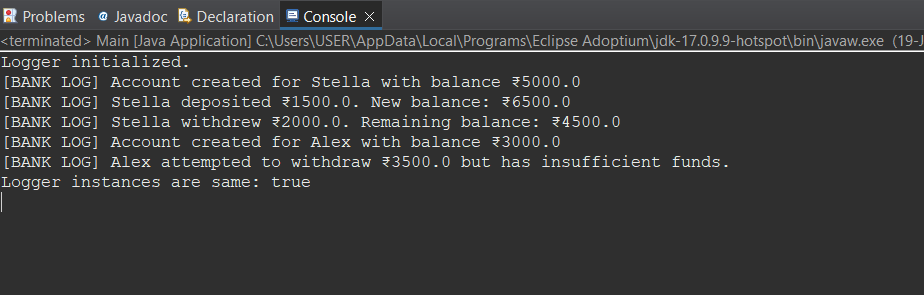 Problems @ Javadoc Declaration Console
<terminated> Main [Java Application] C:\Users\USER\AppData\Local\Programs\Eclipse Adoptium\jdk-17.0.9.9-hotspot\bin\javaw.exe (19-J
Logger initialized.
[BANK LOG] Account created for Stella with balance ₹5000.0
[BANK LOG] Stella deposited ₹1500.0. New balance: ₹6500.0
[BANK LOG] Stella withdrew ₹2000.0. Remaining balance: ₹4500.0
[BANK LOG] Account created for Alex with balance ₹3000.0
[BANK LOG] Alex attempted to withdraw ₹3500.0 but has insufficient funds.
Logger instances are same: true